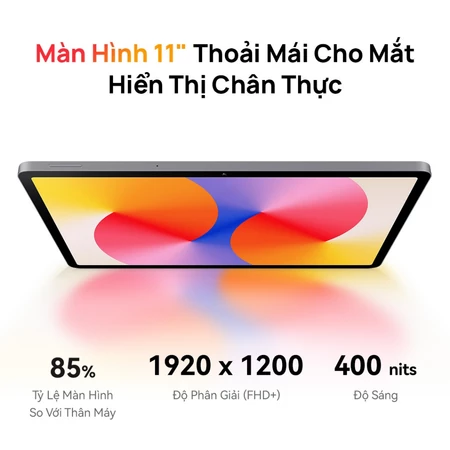 Màn Hình 11" Thoải Mái Cho Mắt
Hiển Thị Chân Thực
85%
Tỷ Lệ Màn Hình
So Với Thân Máy
1920 x 1200
Độ Phân Giải (FHD+)
400 nits
Độ Sáng